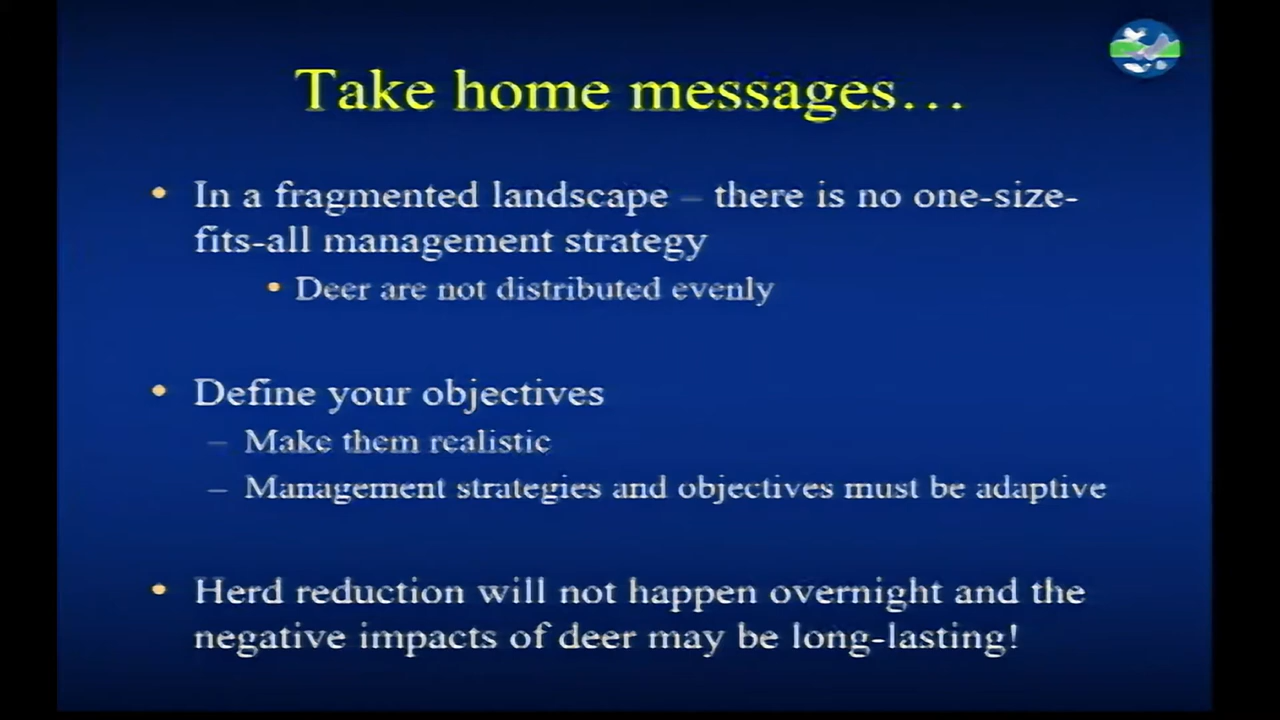 Take home messages…
• In a fragmented landscape – there is no one-size-
fits-all management strategy
• Deer are not distributed evenly
• Define your objectives
– Make them realistic
– Management strategies and objectives must be adaptive
• Herd reduction will not happen overnight and the
negative impacts of deer may be long-lasting!